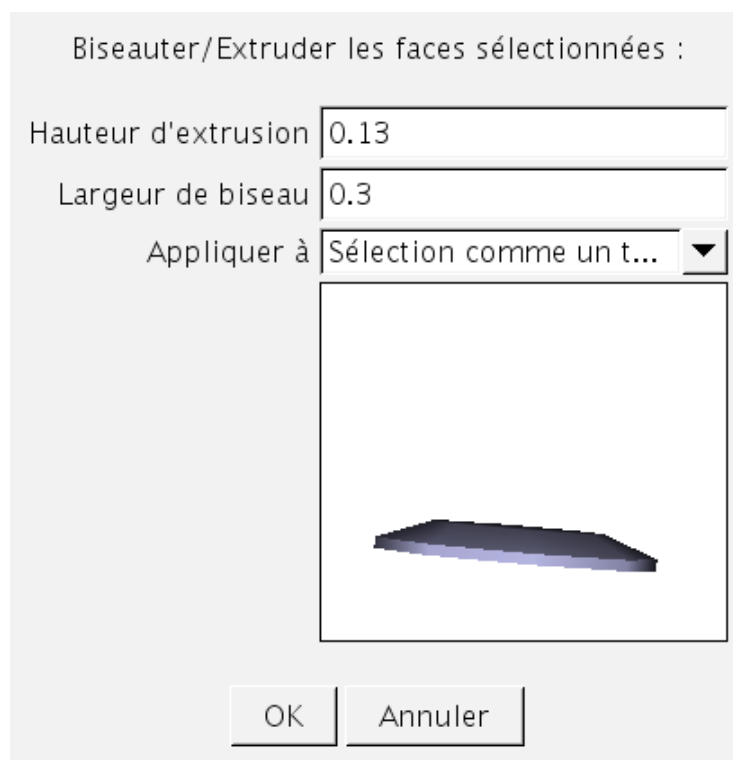 Biseauter/Extruder les faces sélectionnées :
Hauteur d'extrusion 0.13
Largeur de biseau 0.3
Appliquer à Sélection comme un t...
OK Annuler